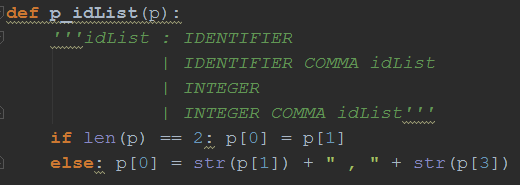 def p_idList(p):
    '''idList : IDENTIFIER
              | IDENTIFIER COMMA idList
              | INTEGER
              | INTEGER COMMA idList'''
    if len(p) == 2: p[0] = p[1]
    else: p[0] = str(p[1]) + " , " + str(p[3])